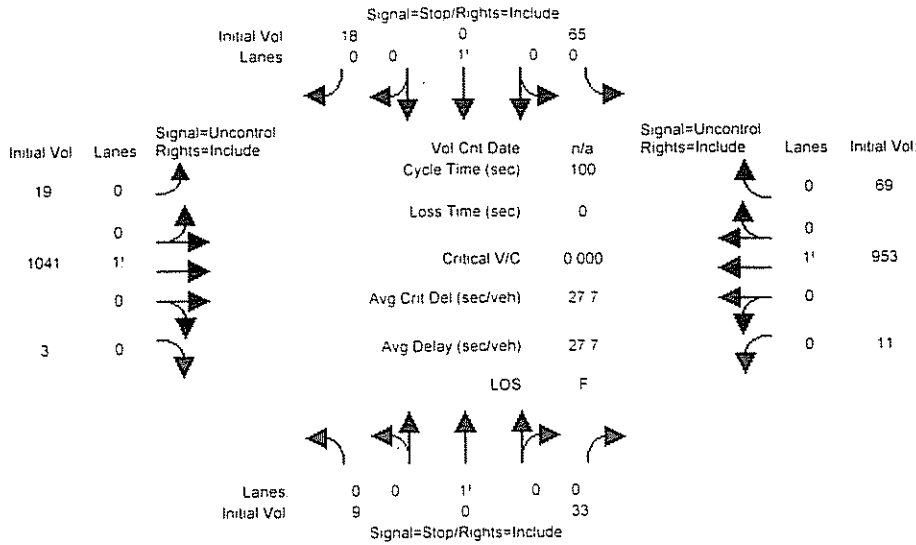 Signal=Stop/Rights=Include
Initial Vol 18 0 65
Lanes 0 0 1! 0 0
Signal=Uncontrol
Initial Vol Lanes Rights=Include
Vol Cnt Date n/a
Signal=Uncontrol
Rights=Include Lanes Initial Vol:
Cycle Time (sec) 100
19 0
0 69
Loss Time (sec) 0
0
0
1041 1!
Critical V/C 0 000
1! 953
0
Avg Crit Del (sec/veh) 27 7
0
3 0
Avg Delay (sec/veh) 27 7
0 11
LOS F
Lanes 0 0 1! 0 0
Initial Vol 9 0 33
Signal=Stop/Rights=Include